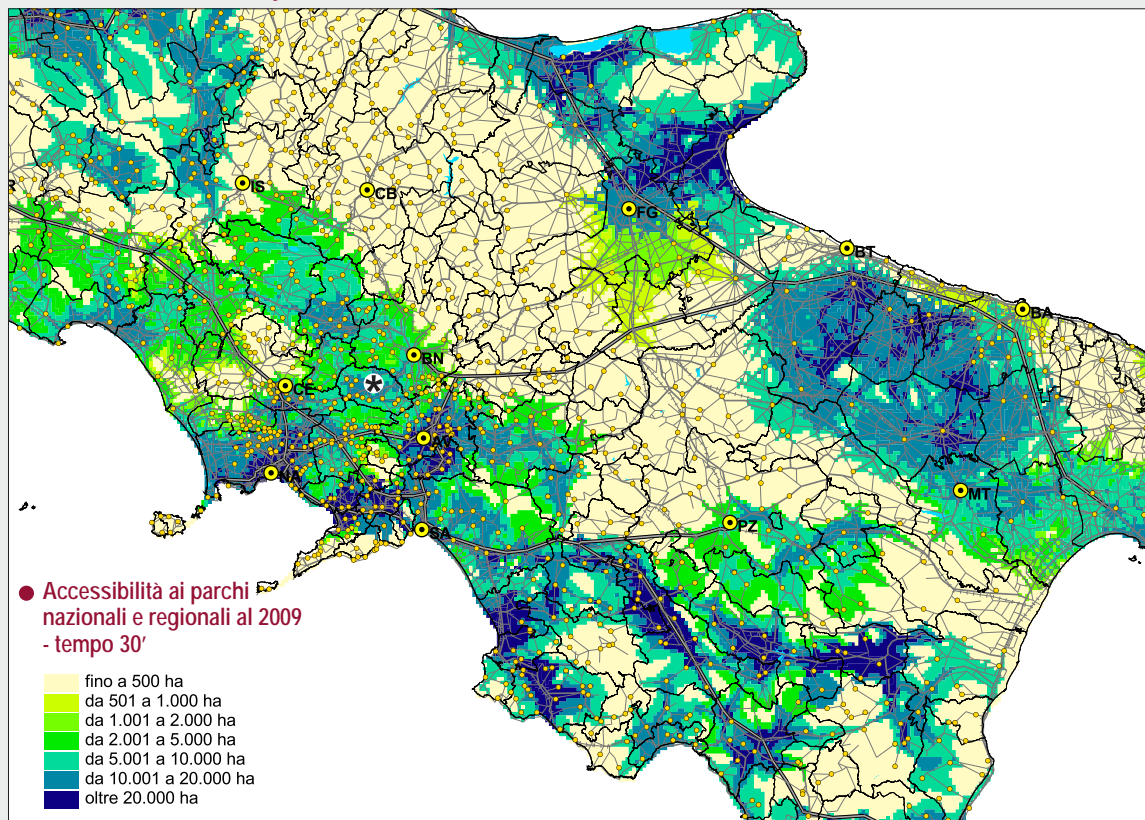 IS
CB
FG
BT
BA
BN
CE
AV
NA
MT
PZ
SA
Accessibilità ai parchi
nazionali e regionali al 2009
- tempo 30'
fino a 500 ha
da 501 a 1.000 ha
da 1.001 a 2.000 ha
da 2.001 a 5.000 ha
da 5.001 a 10.000 ha
da 10.001 a 20.000 ha
oltre 20.000 ha